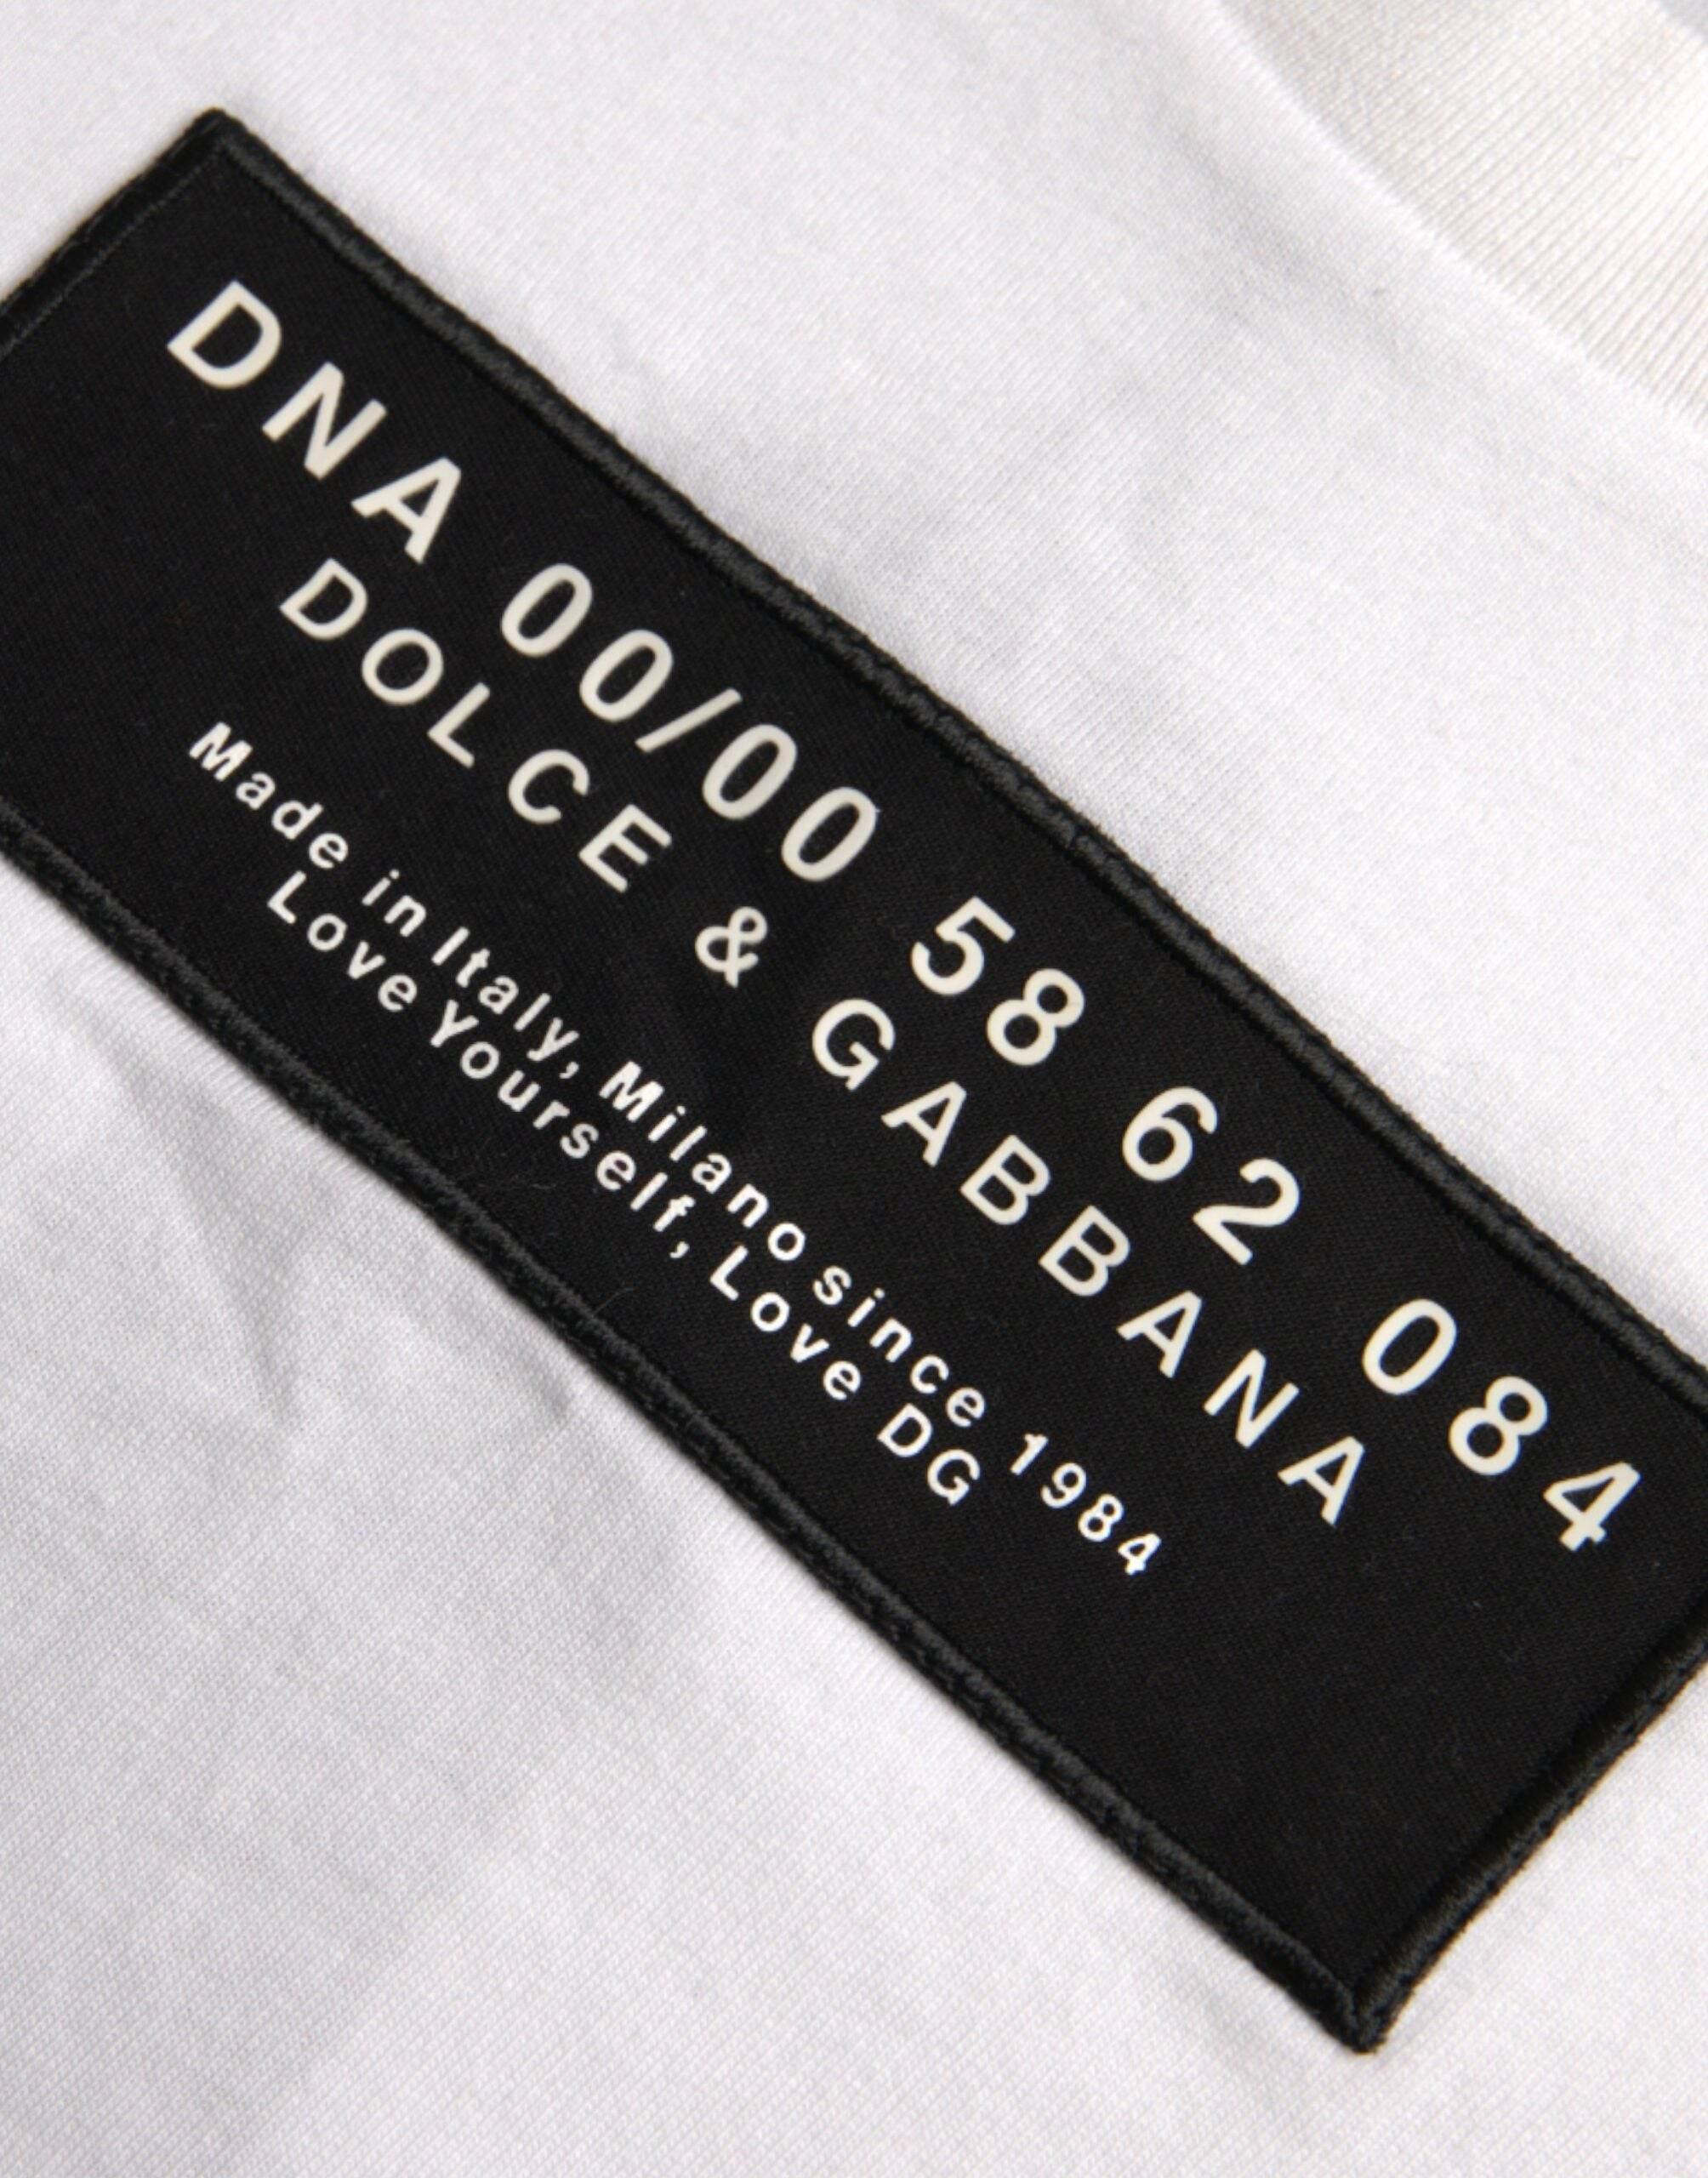 DNA 00/00 58 62 084
DOLCE & GABBANA
Made in Italy, Milano since 1984
Love Yourself, Love DG